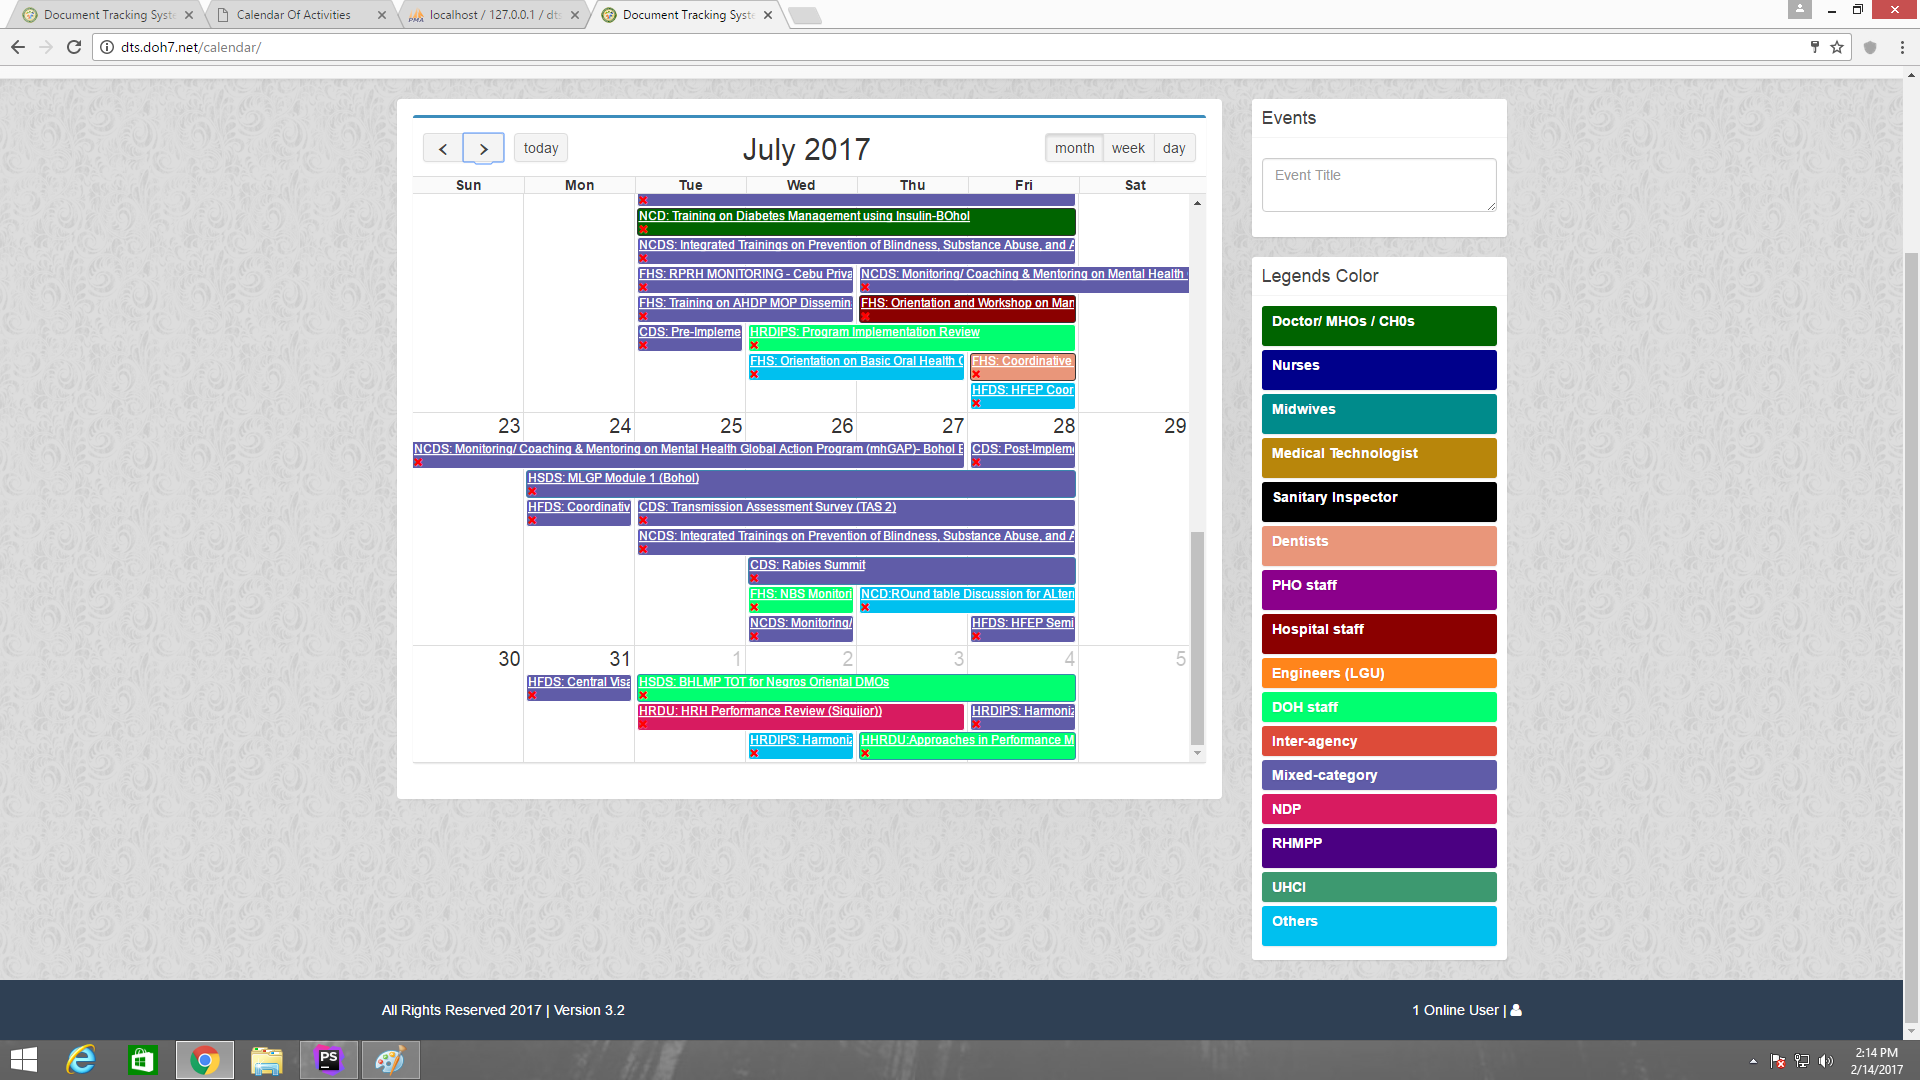 Document Tracking Syst
Calendar Of Activities
localhost / 127.0.0.1 / dts
Document Tracking Syst
dts.doh7.net/calendar/
today
July 2017
month
week
day
Sun
Mon
Tue
Wed
Thu
Fri
Sat
NCD: Training on Diabetes Management using Insulin-BOhol
NCDS: Integrated Trainings on Prevention of Blindness, Substance Abuse, and A
FHS: RPRH MONITORING - Cebu Priva
NCDS: Monitoring/ Coaching & Mentoring on Mental Health
FHS: Training on AHDP MOP Dissemin
FHS: Orientation and Workshop on Man
CDS: Pre-Impleme
HRDIPS: Program Implementation Review
FHS: Orientation on Basic Oral Health C
FHS: Coordinative
HFDS: HFEP Coor
23
24
25
26
27
28
29
NCDS: Monitoring/ Coaching & Mentoring on Mental Health Global Action Program (mhGAP)- Bohol E
CDS: Post-Impleme
HSDS: MLGP Module 1 (Bohol)
HFDS: Coordinativ
CDS: Transmission Assessment Survey (TAS 2)
NCDS: Integrated Trainings on Prevention of Blindness, Substance Abuse, and A
CDS: Rabies Summit
FHS: NBS Monitori
NCD:ROund table Discussion for ALtern
NCDS: Monitoring/
HFDS: HFEP Semi
30
31
1
2
3
4
5
HFDS: Central Visa
HSDS: BHLMP TOT for Negros Oriental DMOs
HRDU: HRH Performance Review (Siquijor))
HRDIPS: Harmoniz
HRDIPS: Harmoniz
HHRDU:Approaches in Performance M
Events
Event Title
Legends Color
Doctor/ MHOs / CH0s
Nurses
Midwives
Medical Technologist
Sanitary Inspector
Dentists
PHO staff
Hospital staff
Engineers (LGU)
DOH staff
Inter-agency
Mixed-category
NDP
RHMPP
UHCI
Others
All Rights Reserved 2017 | Version 3.2
1 Online User |
PS
2:14 PM
2/14/2017